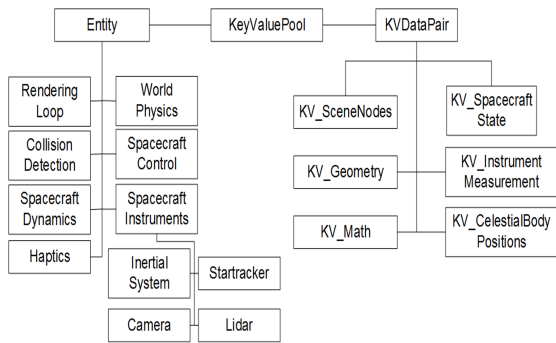 Entity
KeyValuePool
KVDataPair
Rendering
Loop
World
Physics
Collision
Detection
Spacecraft
Control
Spacecraft
Dynamics
Spacecraft
Instruments
Haptics
Inertial
System
Startracker
Camera
Lidar
KV_SceneNodes
KV_Spacecraft
State
KV_Geometry
KV_Instrument
Measurement
KV_Math
KV_CelestialBody
Positions